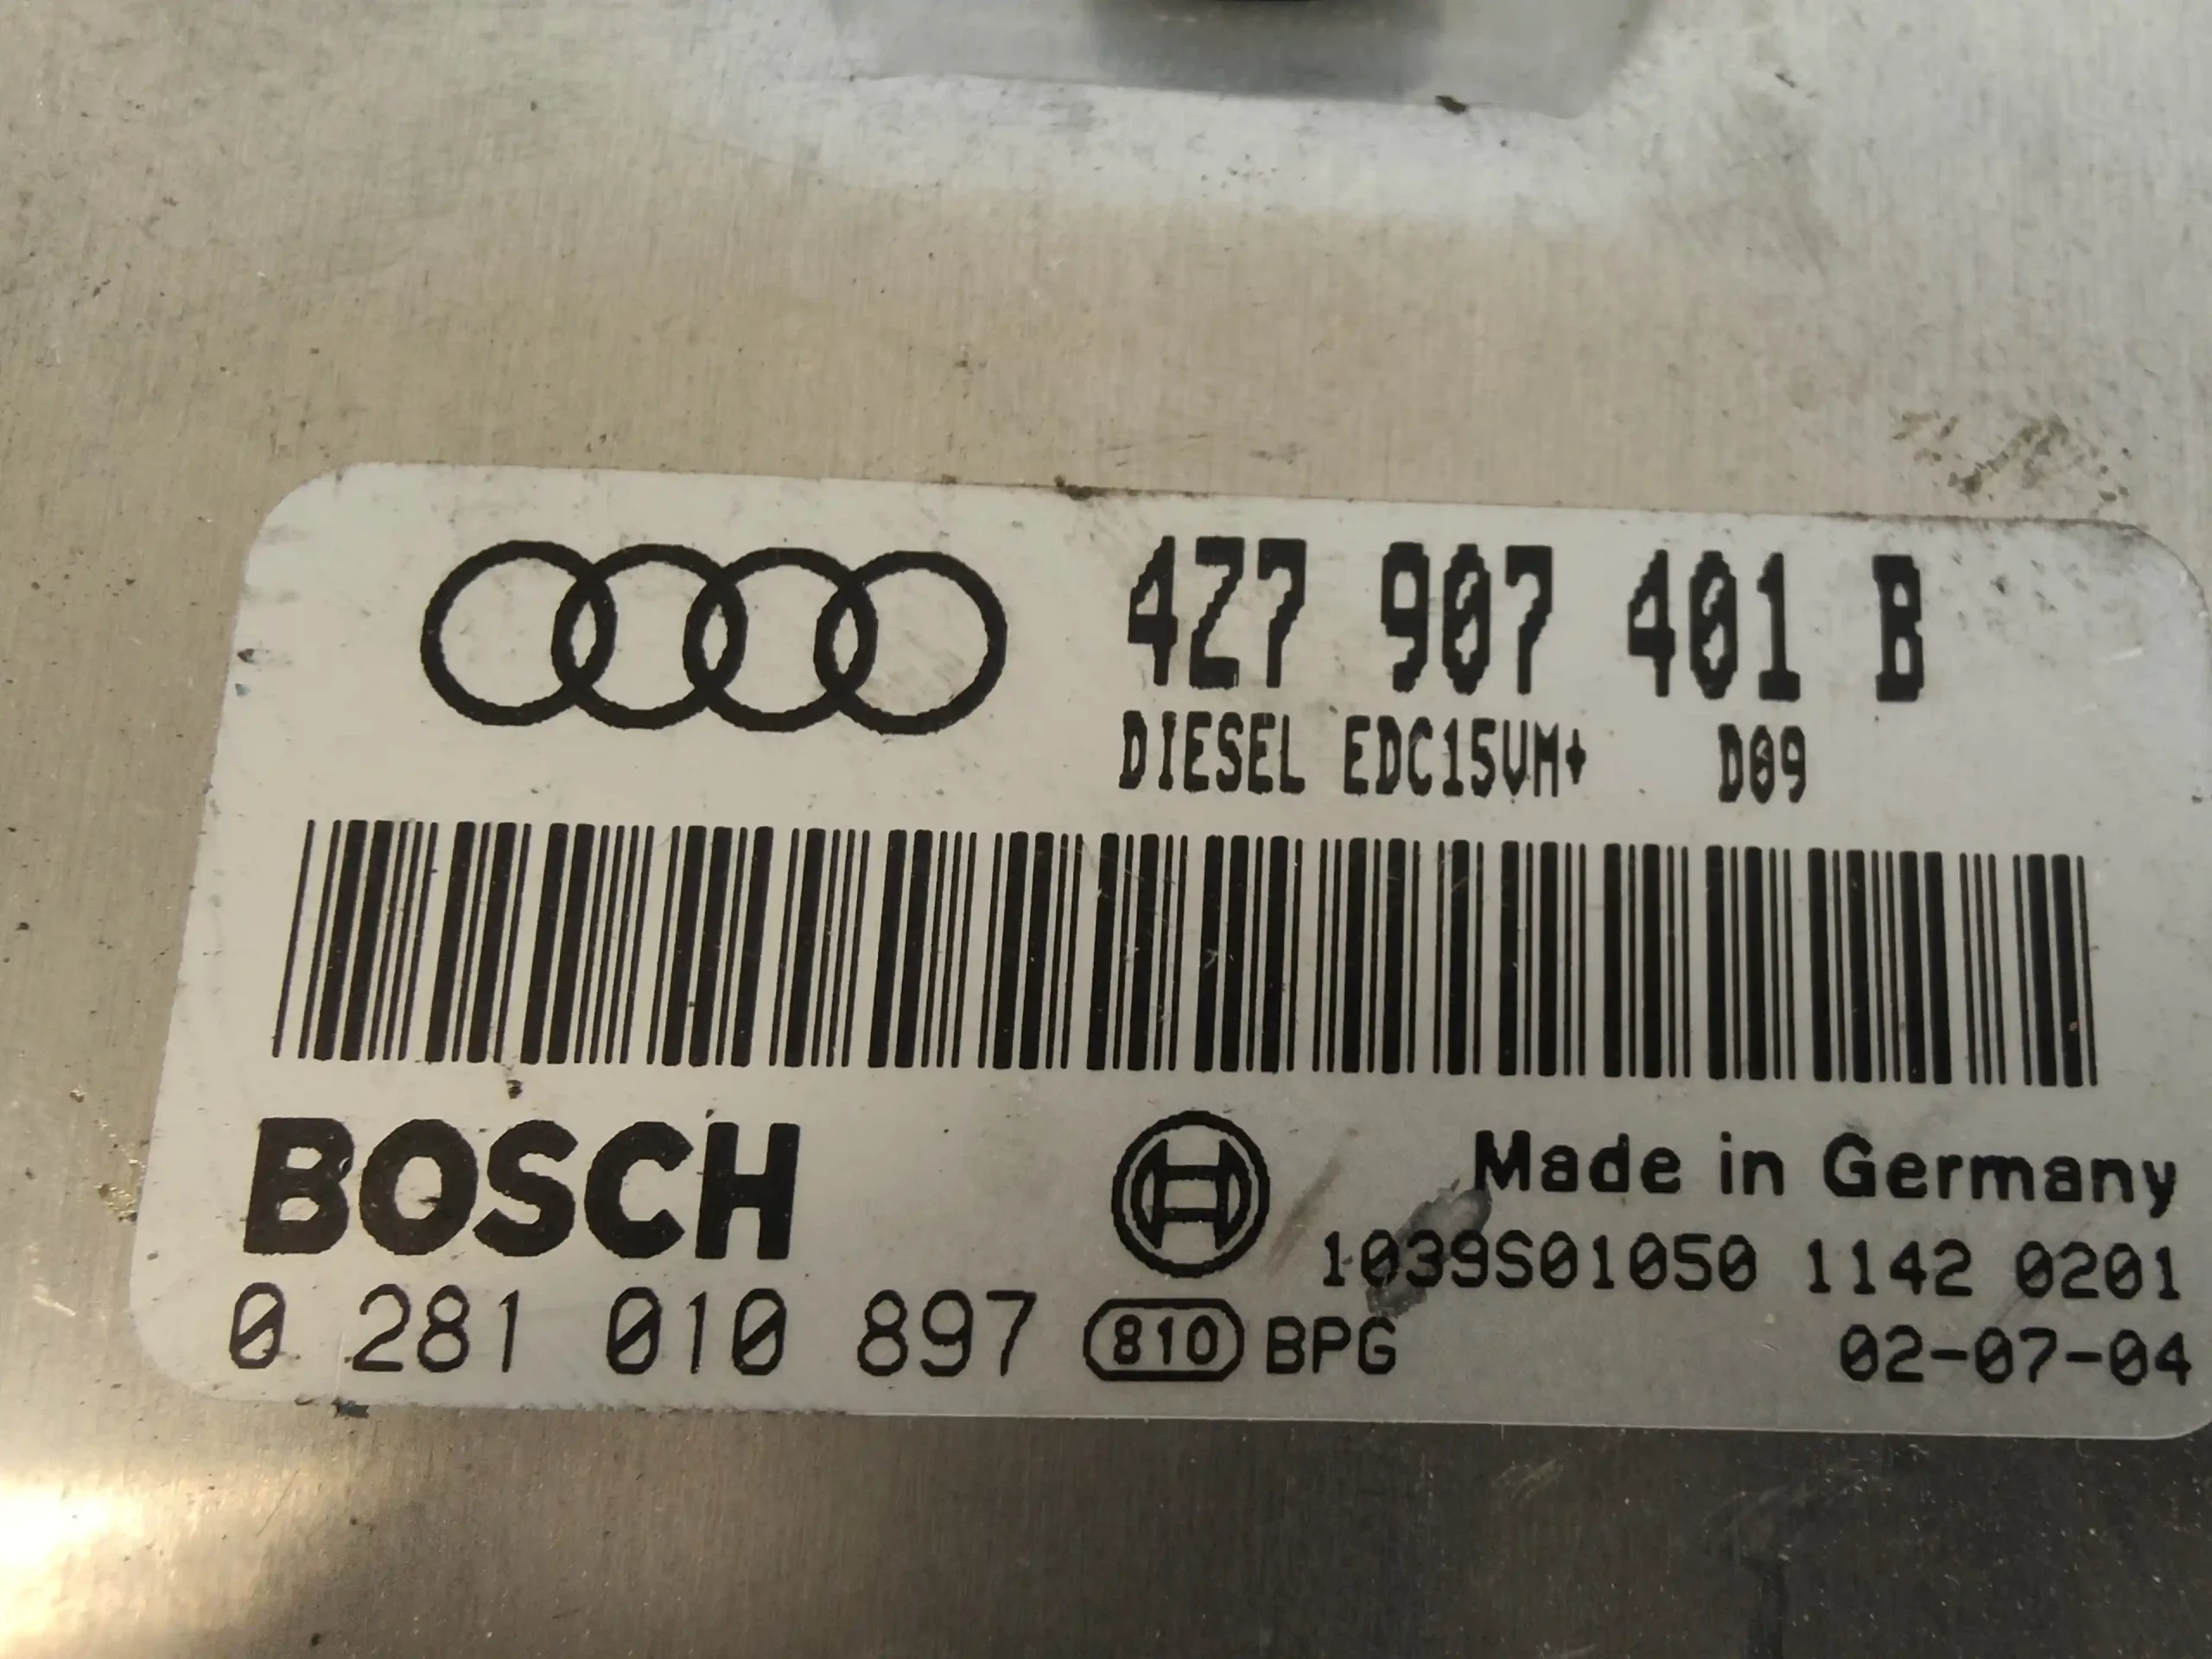 4Z7 907 401 B
DIESEL EDC15VM+ D09
BOSCH
Made in Germany
1039S01050 1142 0201
0 281 010 897 810 BPG
02-07-04